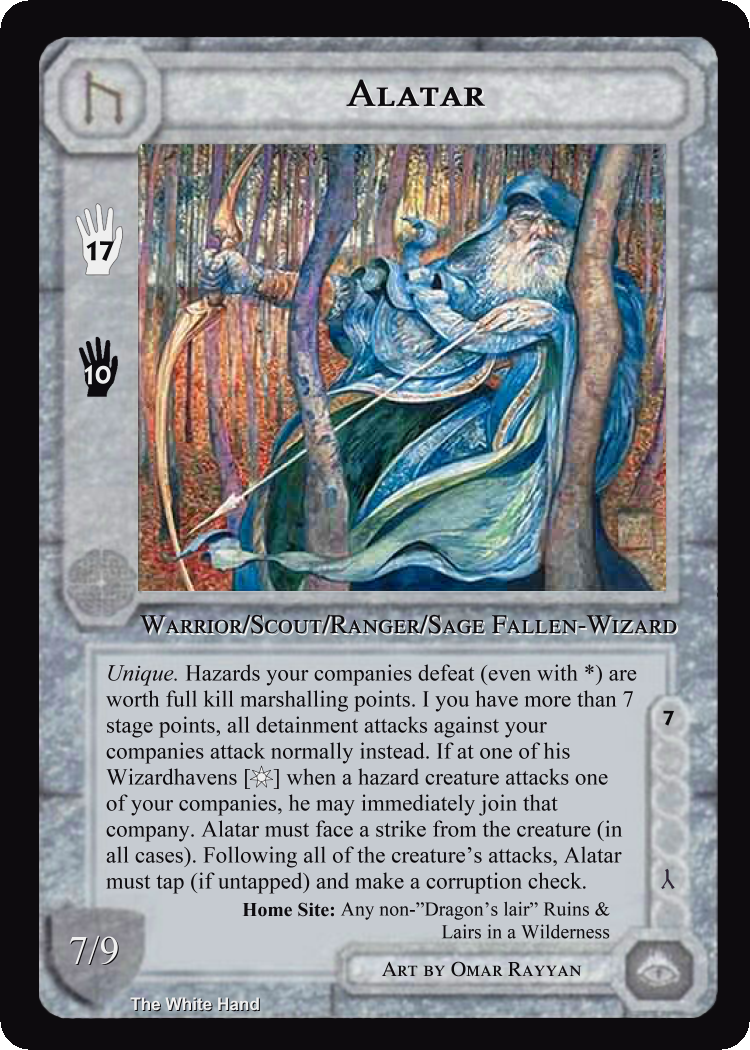 Alatar
17
10
Warrior/Scout/Ranger/Sage Fallen-Wizard
Unique. Hazards your companies defeat (even with *) are
worth full kill marshalling points. I you have more than 7
stage points, all detainment attacks against your
companies attack normally instead. If at one of his
Wizardhavens [ ] when a hazard creature attacks one
of your companies, he may immediately join that
company. Alatar must face a strike from the creature (in
all cases). Following all of the creature's attacks, Alatar
must tap (if untapped) and make a corruption check.
7
Home Site: Any non-"Dragon's lair" Ruins &
Lairs in a Wilderness
7/9
Art by Omar Rayyan
The White Hand